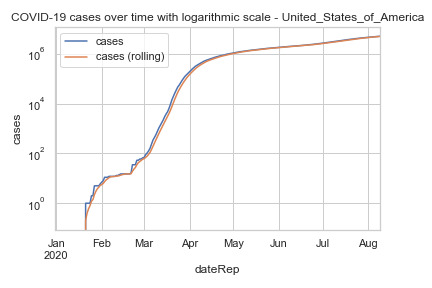 COVID-19 cases over time with logarithmic scale - United_States_of_America
cases
cases (rolling)
10^6
10^4
10^2
10^0
cases
Jan Feb Mar Apr May Jun Jul Aug
2020
dateRep